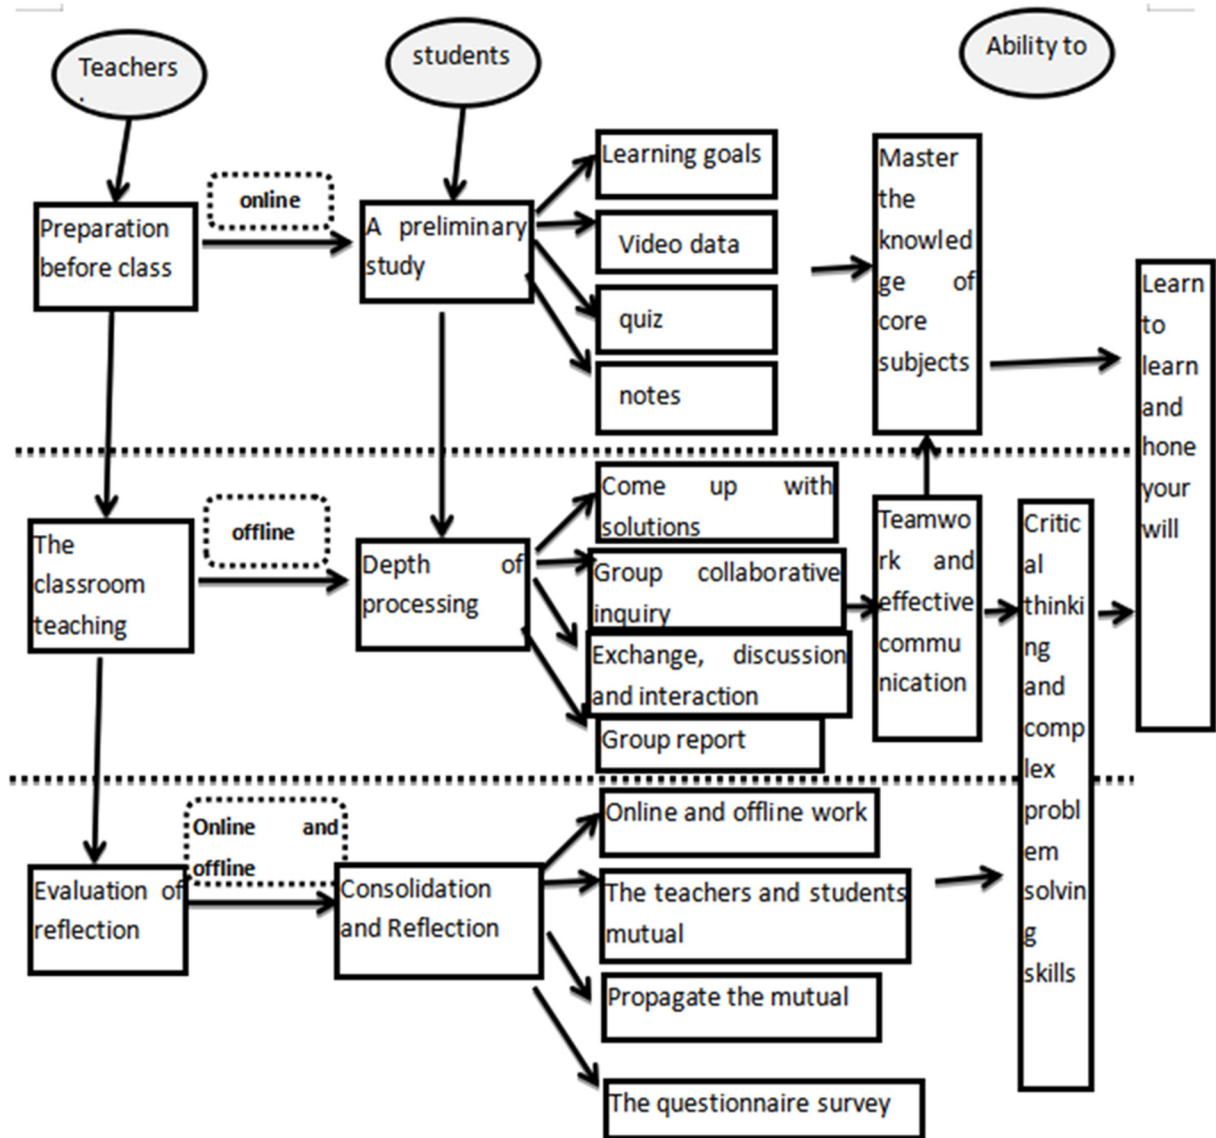 Teachers
.
students
Ability to
Preparation
before class
online
A preliminary
study
Learning goals
Video data
quiz
notes
Master
the
knowled
ge of
core
subjects
Learn
to
learn
and
hone
your
will
The
classroom
teaching
offline
Depth of
processing
Come up with
solutions
Group collaborative
inquiry
Exchange, discussion
and interaction
Group report
Teamwo
rk and
effective
commu
nication
Critic
al
thinki
ng
and
comp
lex
probl
em
solvin
g
skills
Evaluation of
reflection
Online and
offline
Consolidation
and Reflection
Online and offline work
The teachers and students
mutual
Propagate the mutual
The questionnaire survey